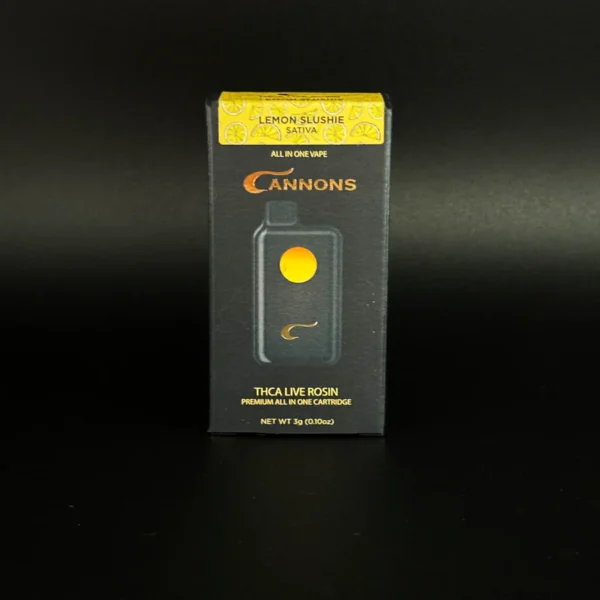 LEMON SLUSHIE
SATIVA
ALL IN ONE VAPE
CANNONS
THCA LIVE ROSIN
PREMIUM ALL IN ONE CARTRIDGE
NET WT 3g (0.10oz)